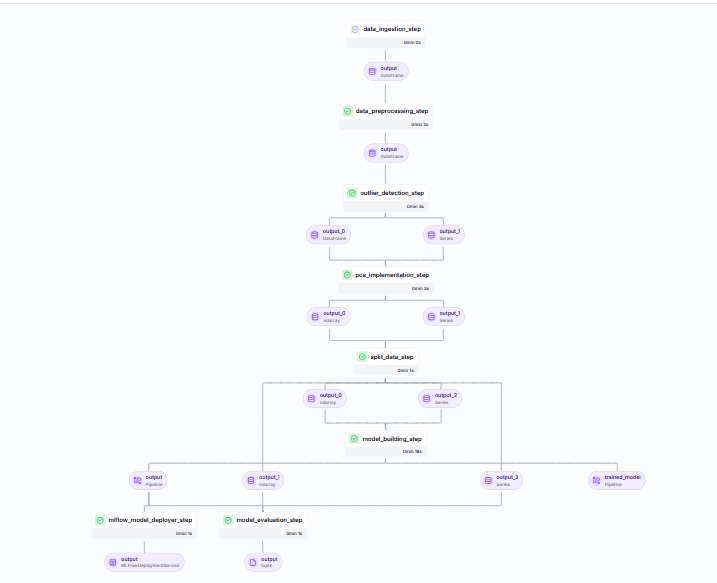 data_ingestion_step
0min 2s
output
DataFrame
data_preprocessing_step
0min 2s
output
DataFrame
outlier_detection_step
0min 3s
output_0
DataFrame
output_1
Series
pca_implementation_step
0min 3s
output_0
ndarray
output_1
Series
split_data_step
0min 1s
output_0
ndarray
output_2
Series
model_building_step
0min 18s
output
Pipeline
output_1
ndarray
output_3
Series
trained_model
Pipeline
mlflow_model_deployer_step
0min 1s
model_evaluation_step
0min 1s
output
MLFlowDeploymentService
output
tuple